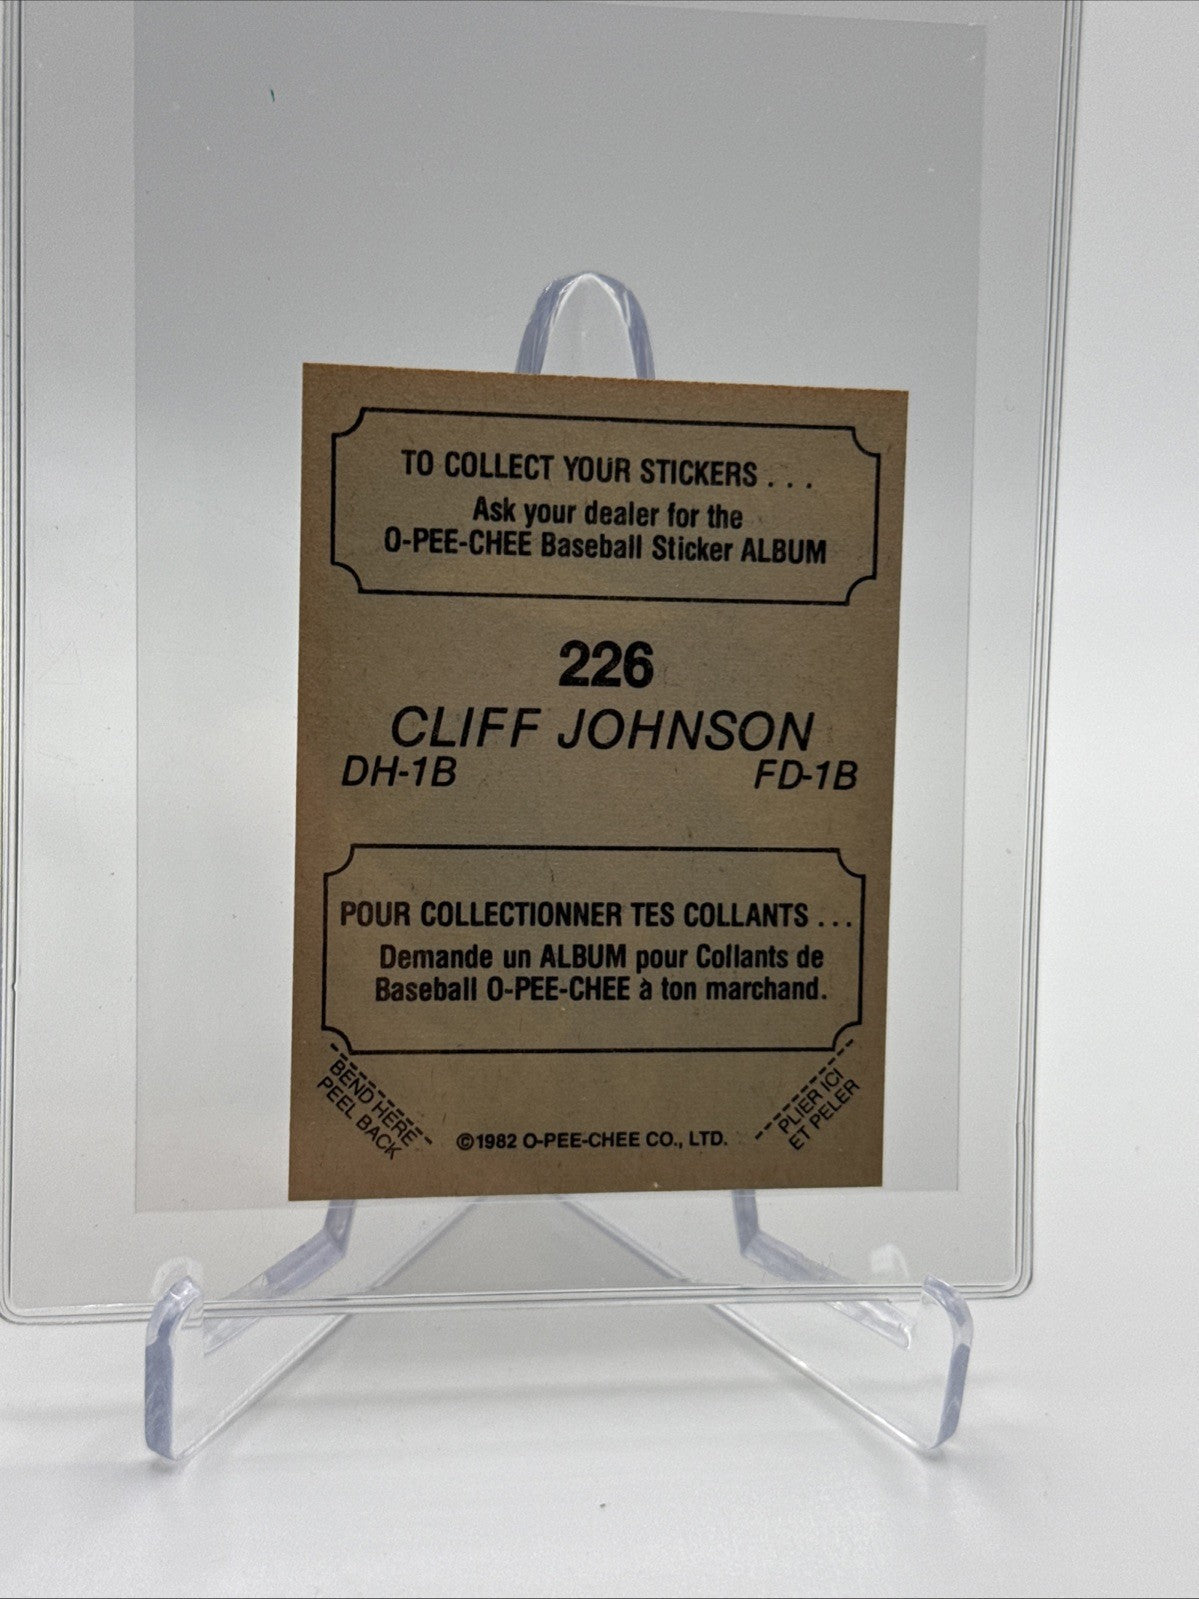 TO COLLECT YOUR STICKERS . . .
Ask your dealer for the
O-PEE-CHEE Baseball Sticker ALBUM
226
CLIFF JOHNSON
DH-1B FD-1B
POUR COLLECTIONNER TES COLLANTS . . .
Demande un ALBUM pour Collants de
Baseball O-PEE-CHEE à ton marchand.
BEND HERE
PEEL BACK
©1982 O-PEE-CHEE CO., LTD.
PLIER ICI
ET PELER